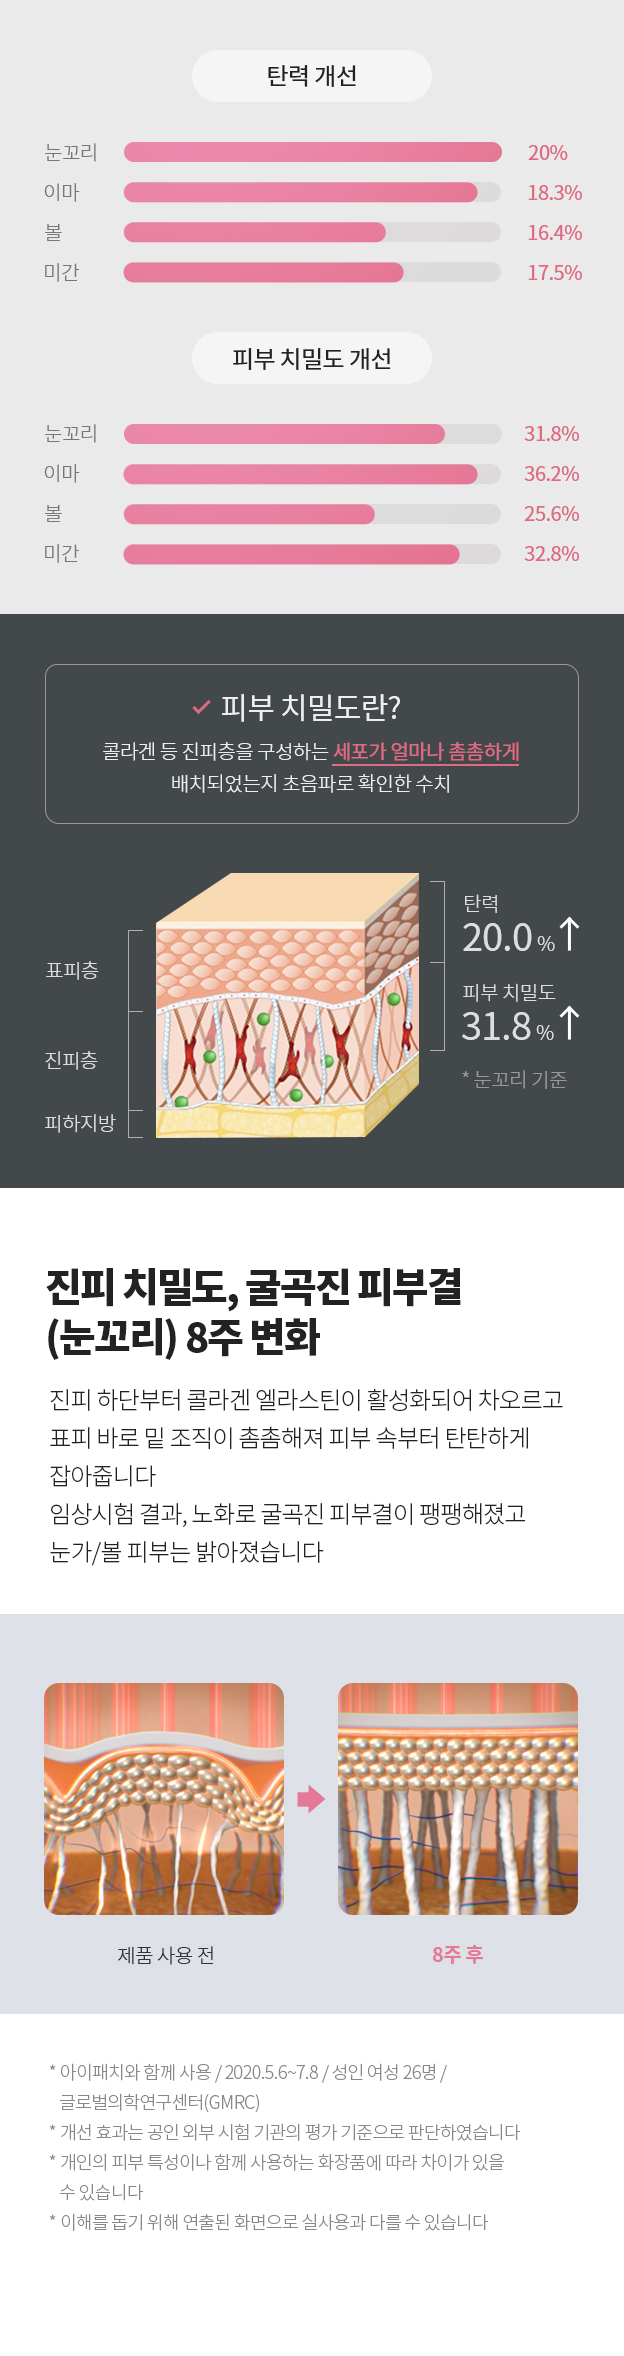 탄력 개선
눈꼬리 20%
이마 18.3%
볼 16.4%
미간 17.5%
피부 치밀도 개선
눈꼬리 31.8%
이마 36.2%
볼 25.6%
미간 32.8%
피부 치밀도란?
콜라겐 등 진피층을 구성하는 세포가 얼마나 촘촘하게
배치되었는지 초음파로 확인한 수치
표피층
진피층
피하지방
탄력
20.0 % ↑
피부 치밀도
31.8 % ↑
* 눈꼬리 기준
진피 치밀도, 굴곡진 피부결
(눈꼬리) 8주 변화
진피 하단부터 콜라겐 엘라스틴이 활성화되어 차오르고
표피 바로 밑 조직이 촘촘해져 피부 속부터 탄탄하게
잡아줍니다
임상시험 결과, 노화로 굴곡진 피부결이 팽팽해졌고
눈가/볼 피부는 밝아졌습니다
제품 사용 전
8주 후
* 아이패치와 함께 사용 / 2020.5.6~7.8 / 성인 여성 26명 /
글로벌의학연구센터(GMRC)
* 개선 효과는 공인 외부 시험 기관의 평가 기준으로 판단하였습니다
* 개인의 피부 특성이나 함께 사용하는 화장품에 따라 차이가 있을
수 있습니다
* 이해를 돕기 위해 연출된 화면으로 실사용과 다를 수 있습니다